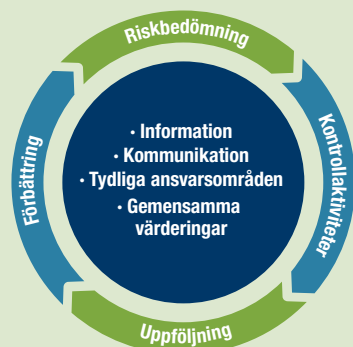 Riskbedömning
Kontrollaktiviteter
Uppföljning
Förbättring
· Information
· Kommunikation
· Tydliga ansvarsområden
· Gemensamma
värderingar